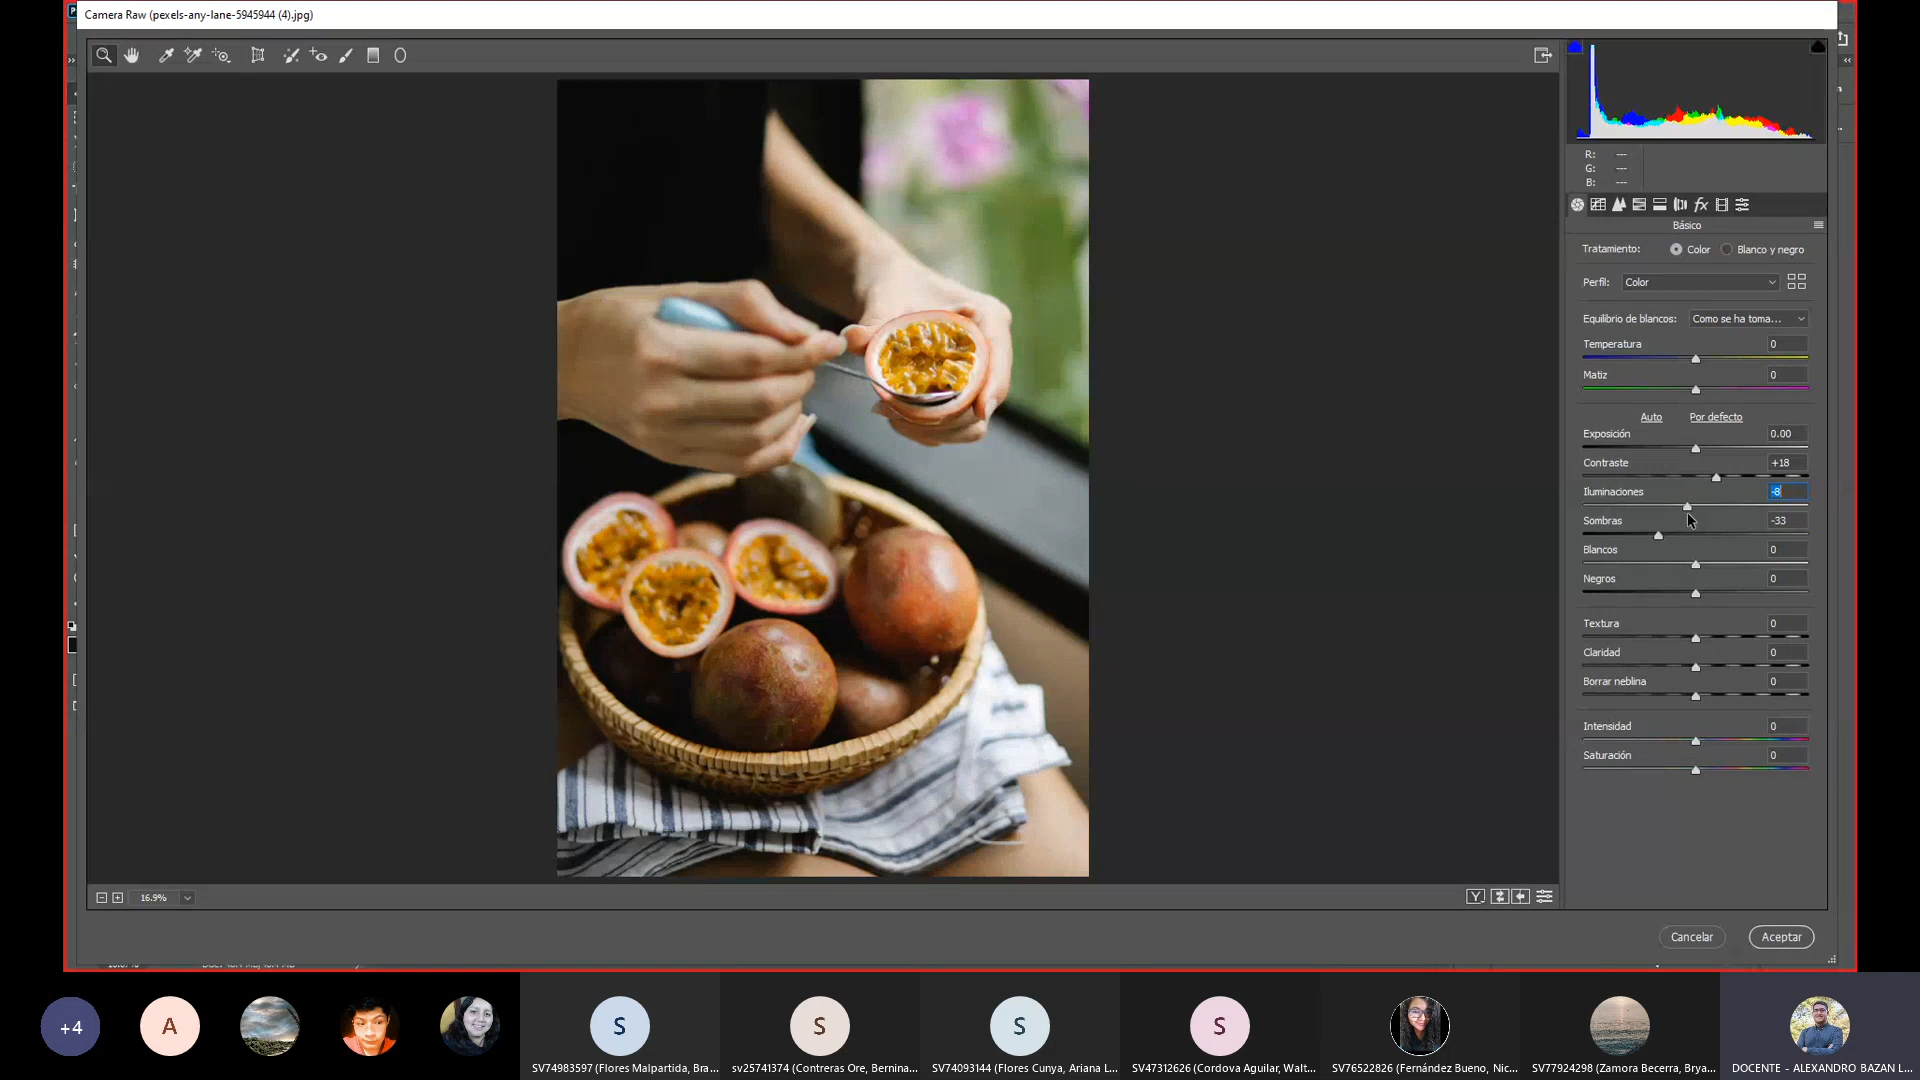 Camera Raw (pexels-any-lane-5945944 (4).jpg)
R: ---
G: ---
B: ---
fx
Básico
Tratamiento: Color Blanco y negro
Perfil: Color
Equilibrio de blancos: Como se ha toma...
Temperatura 0
Matiz 0
Auto Por defecto
Exposición 0.00
Contraste +18
Iluminaciones -8
Sombras -33
Blancos 0
Negros 0
Textura 0
Claridad 0
Borrar neblina 0
Intensidad 0
Saturación 0
16.9%
Y
Cancelar Aceptar
+4 A S S S S
SV74983597 (Flores Malpartida, Bra... sv25741374 (Contreras Ore, Bernina... SV74093144 (Flores Cunya, Ariana L... SV47312626 (Cordova Aguilar, Walt... SV76522826 (Fernández Bueno, Nic... SV77924298 (Zamora Becerra, Brya... DOCENTE - ALEXANDRO BAZAN L...